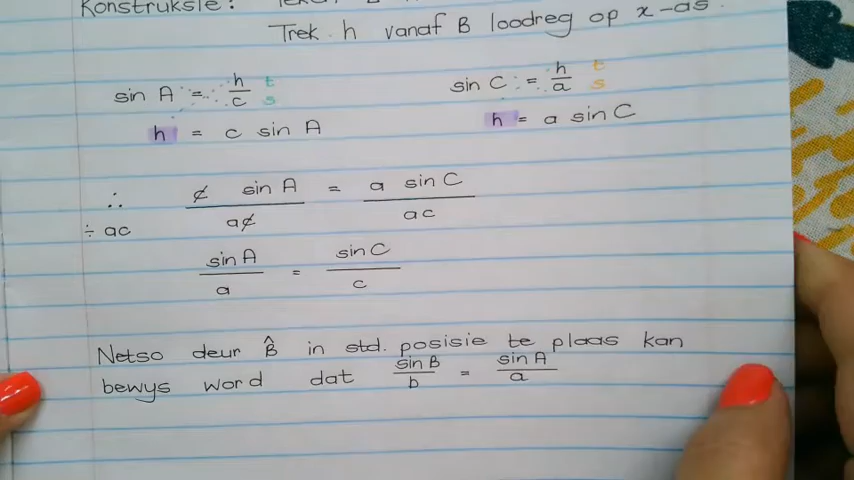 Konstruksie:
Trek h vanaf B loodreg op x-as.
sin A = h/c t/s   sin C = h/a t/s
h = c sin A   h = a sin C
∴ c sin A / ac = a sin C / ac
÷ ac
sin A / a = sin C / c
Netso deur B̂ in std. posisie te plaas kan
bewys word dat sin B / b = sin A / a